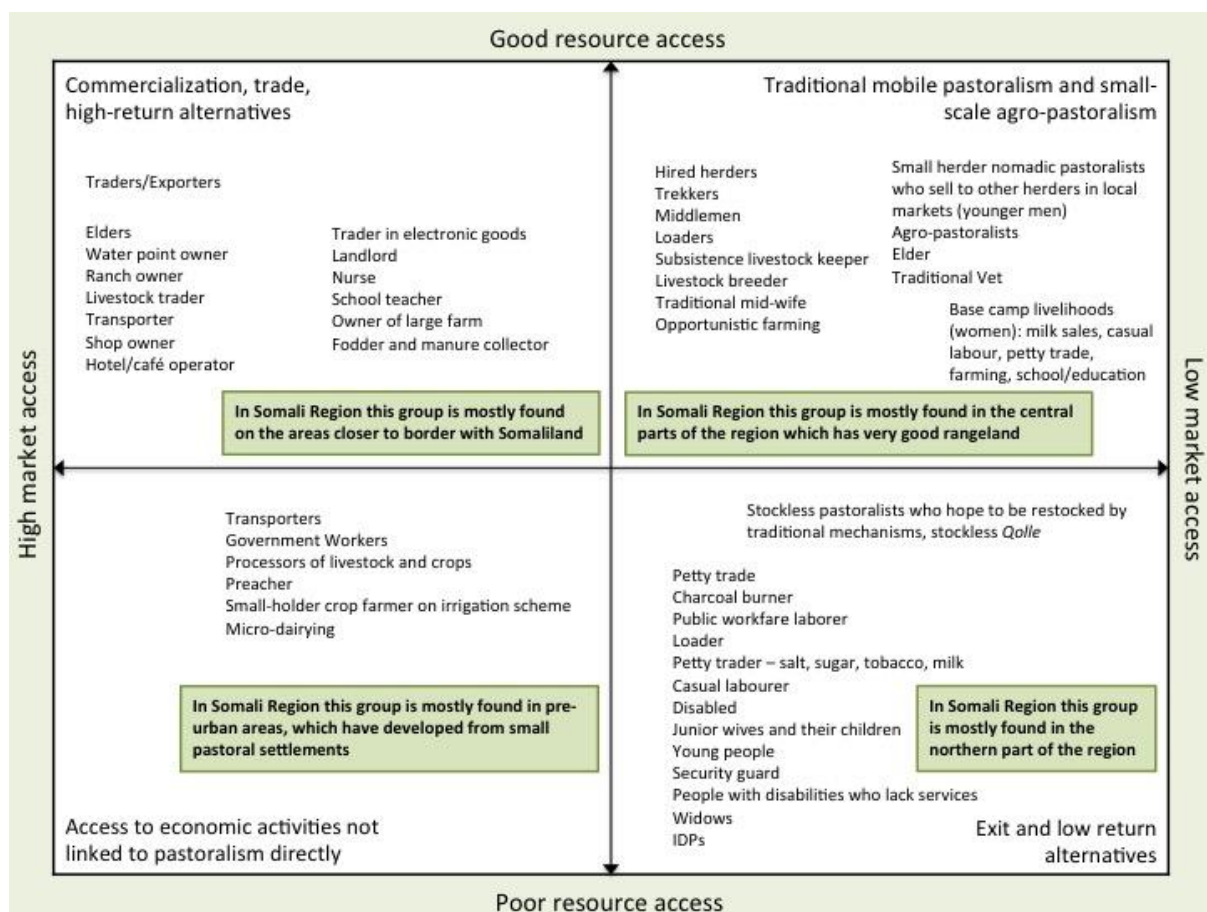 Good resource access
Commercialization, trade,
high-return alternatives
Traders/Exporters
Elders
Water point owner
Ranch owner
Livestock trader
Transporter
Shop owner
Hotel/café operator
Trader in electronic goods
Landlord
Nurse
School teacher
Owner of large farm
Fodder and manure collector
In Somali Region this group is mostly found
on the areas closer to border with Somaliland
Traditional mobile pastoralism and small-
scale agro-pastoralism
Hired herders
Trekkers
Middlemen
Loaders
Subsistence livestock keeper
Livestock breeder
Traditional mid-wife
Opportunistic farming
Small herder nomadic pastoralists
who sell to other herders in local
markets (younger men)
Agro-pastoralists
Elder
Traditional Vet
Base camp livelihoods
(women): milk sales, casual
labour, petty trade,
farming, school/education
In Somali Region this group is mostly found in the central
parts of the region which has very good rangeland
High market access
Low market access
Transporters
Government Workers
Processors of livestock and crops
Preacher
Small-holder crop farmer on irrigation scheme
Micro-dairying
In Somali Region this group is mostly found in pre-
urban areas, which have developed from small
pastoral settlements
Access to economic activities not
linked to pastoralism directly
Stockless pastoralists who hope to be restocked by
traditional mechanisms, stockless Qolle
Petty trade
Charcoal burner
Public workfare laborer
Loader
Petty trader – salt, sugar, tobacco, milk
Casual labourer
Disabled
Junior wives and their children
Young people
Security guard
People with disabilities who lack services
Widows
IDPs
In Somali Region this group
is mostly found in the
northern part of the region
Exit and low return
alternatives
Poor resource access